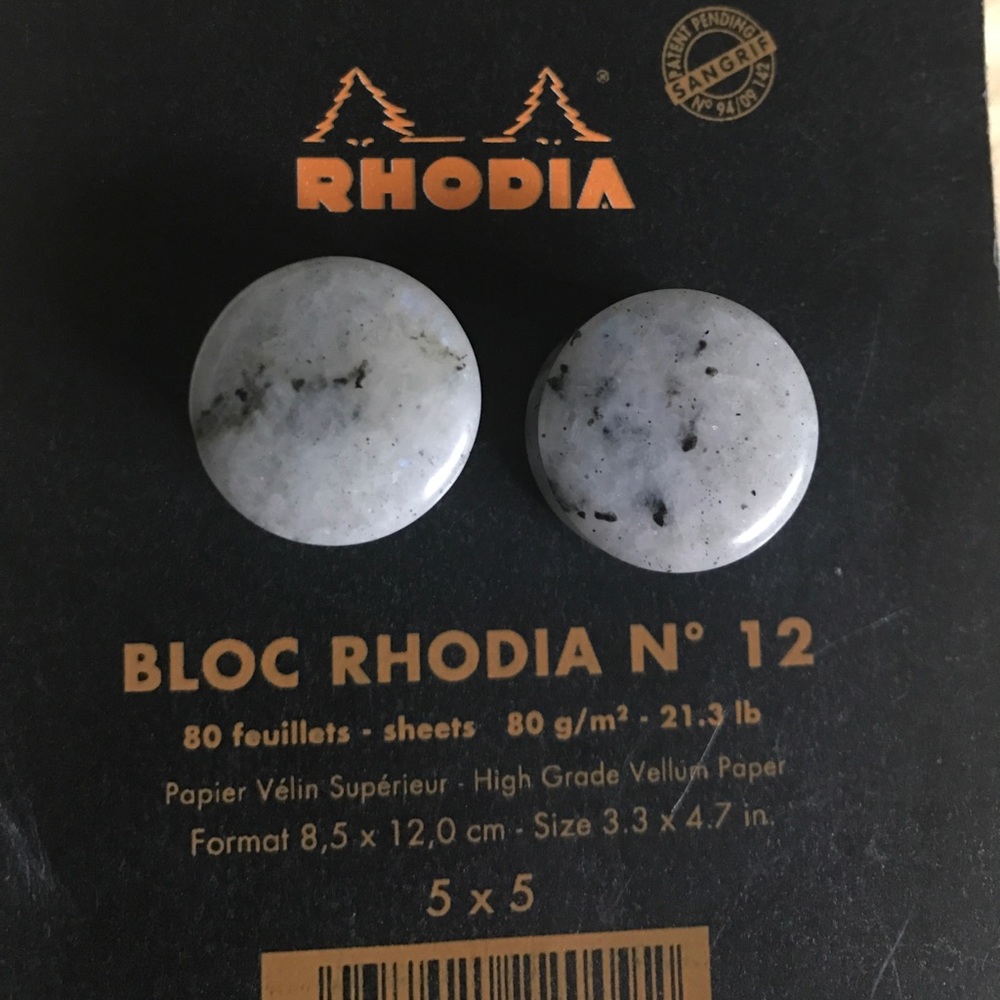 PATENT PENDING
SANGRIF
Nº 94/09 142
RHODIA®
BLOC RHODIA N° 12
80 feuillets - sheets 80 g/m² - 21.3 lb
Papier Vélin Supérieur - High Grade Vellum Paper
Format 8,5 x 12,0 cm - Size 3.3 x 4.7 in.
5 x 5